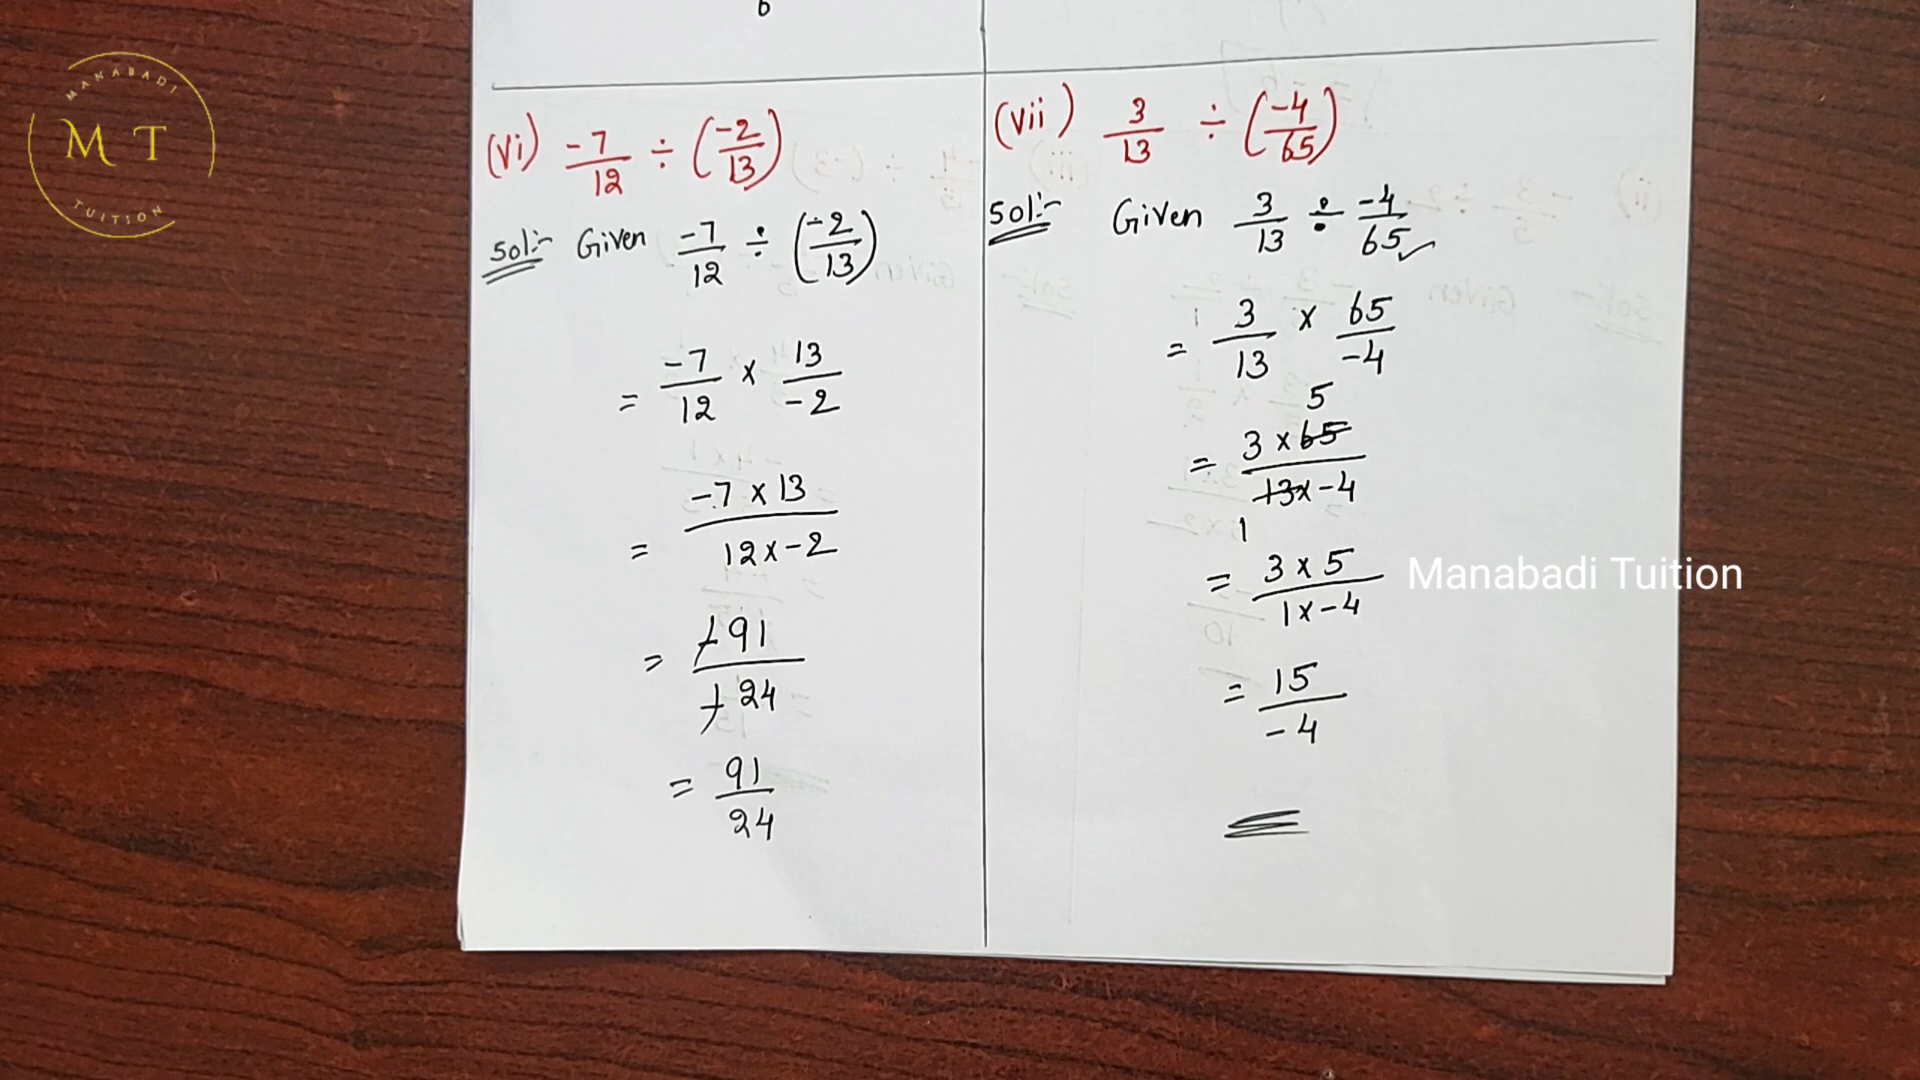 MANABADI
MT
TUITION
6
(vi) -7/12 ÷ (-2/13)
Sol:- Given -7/12 ÷ (-2/13)
= -7/12 × 13/-2
= -7 × 13/12 × -2
= -91/-24
= 91/24
(vii) 3/13 ÷ (-4/65)
Sol:- Given 3/13 ÷ -4/65 ✓
= 3/13 × 65/-4
5
= 3 × 65/13 × -4
1
= 3 × 5/1 × -4
= 15/-4
Manabadi Tuition